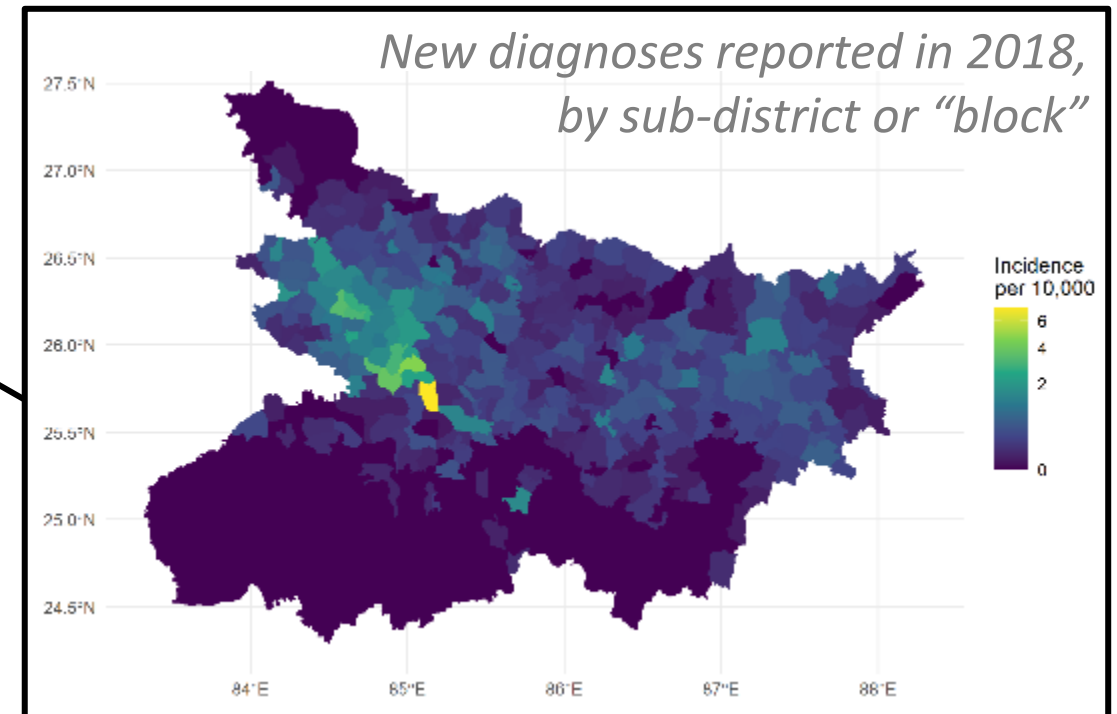 New diagnoses reported in 2018,
by sub-district or “block”
27.5°N
27.0°N
26.5°N
26.0°N
25.5°N
25.0°N
24.5°N
84°E
85°E
86°E
87°E
88°E
Incidence
per 10,000
6
4
2
0